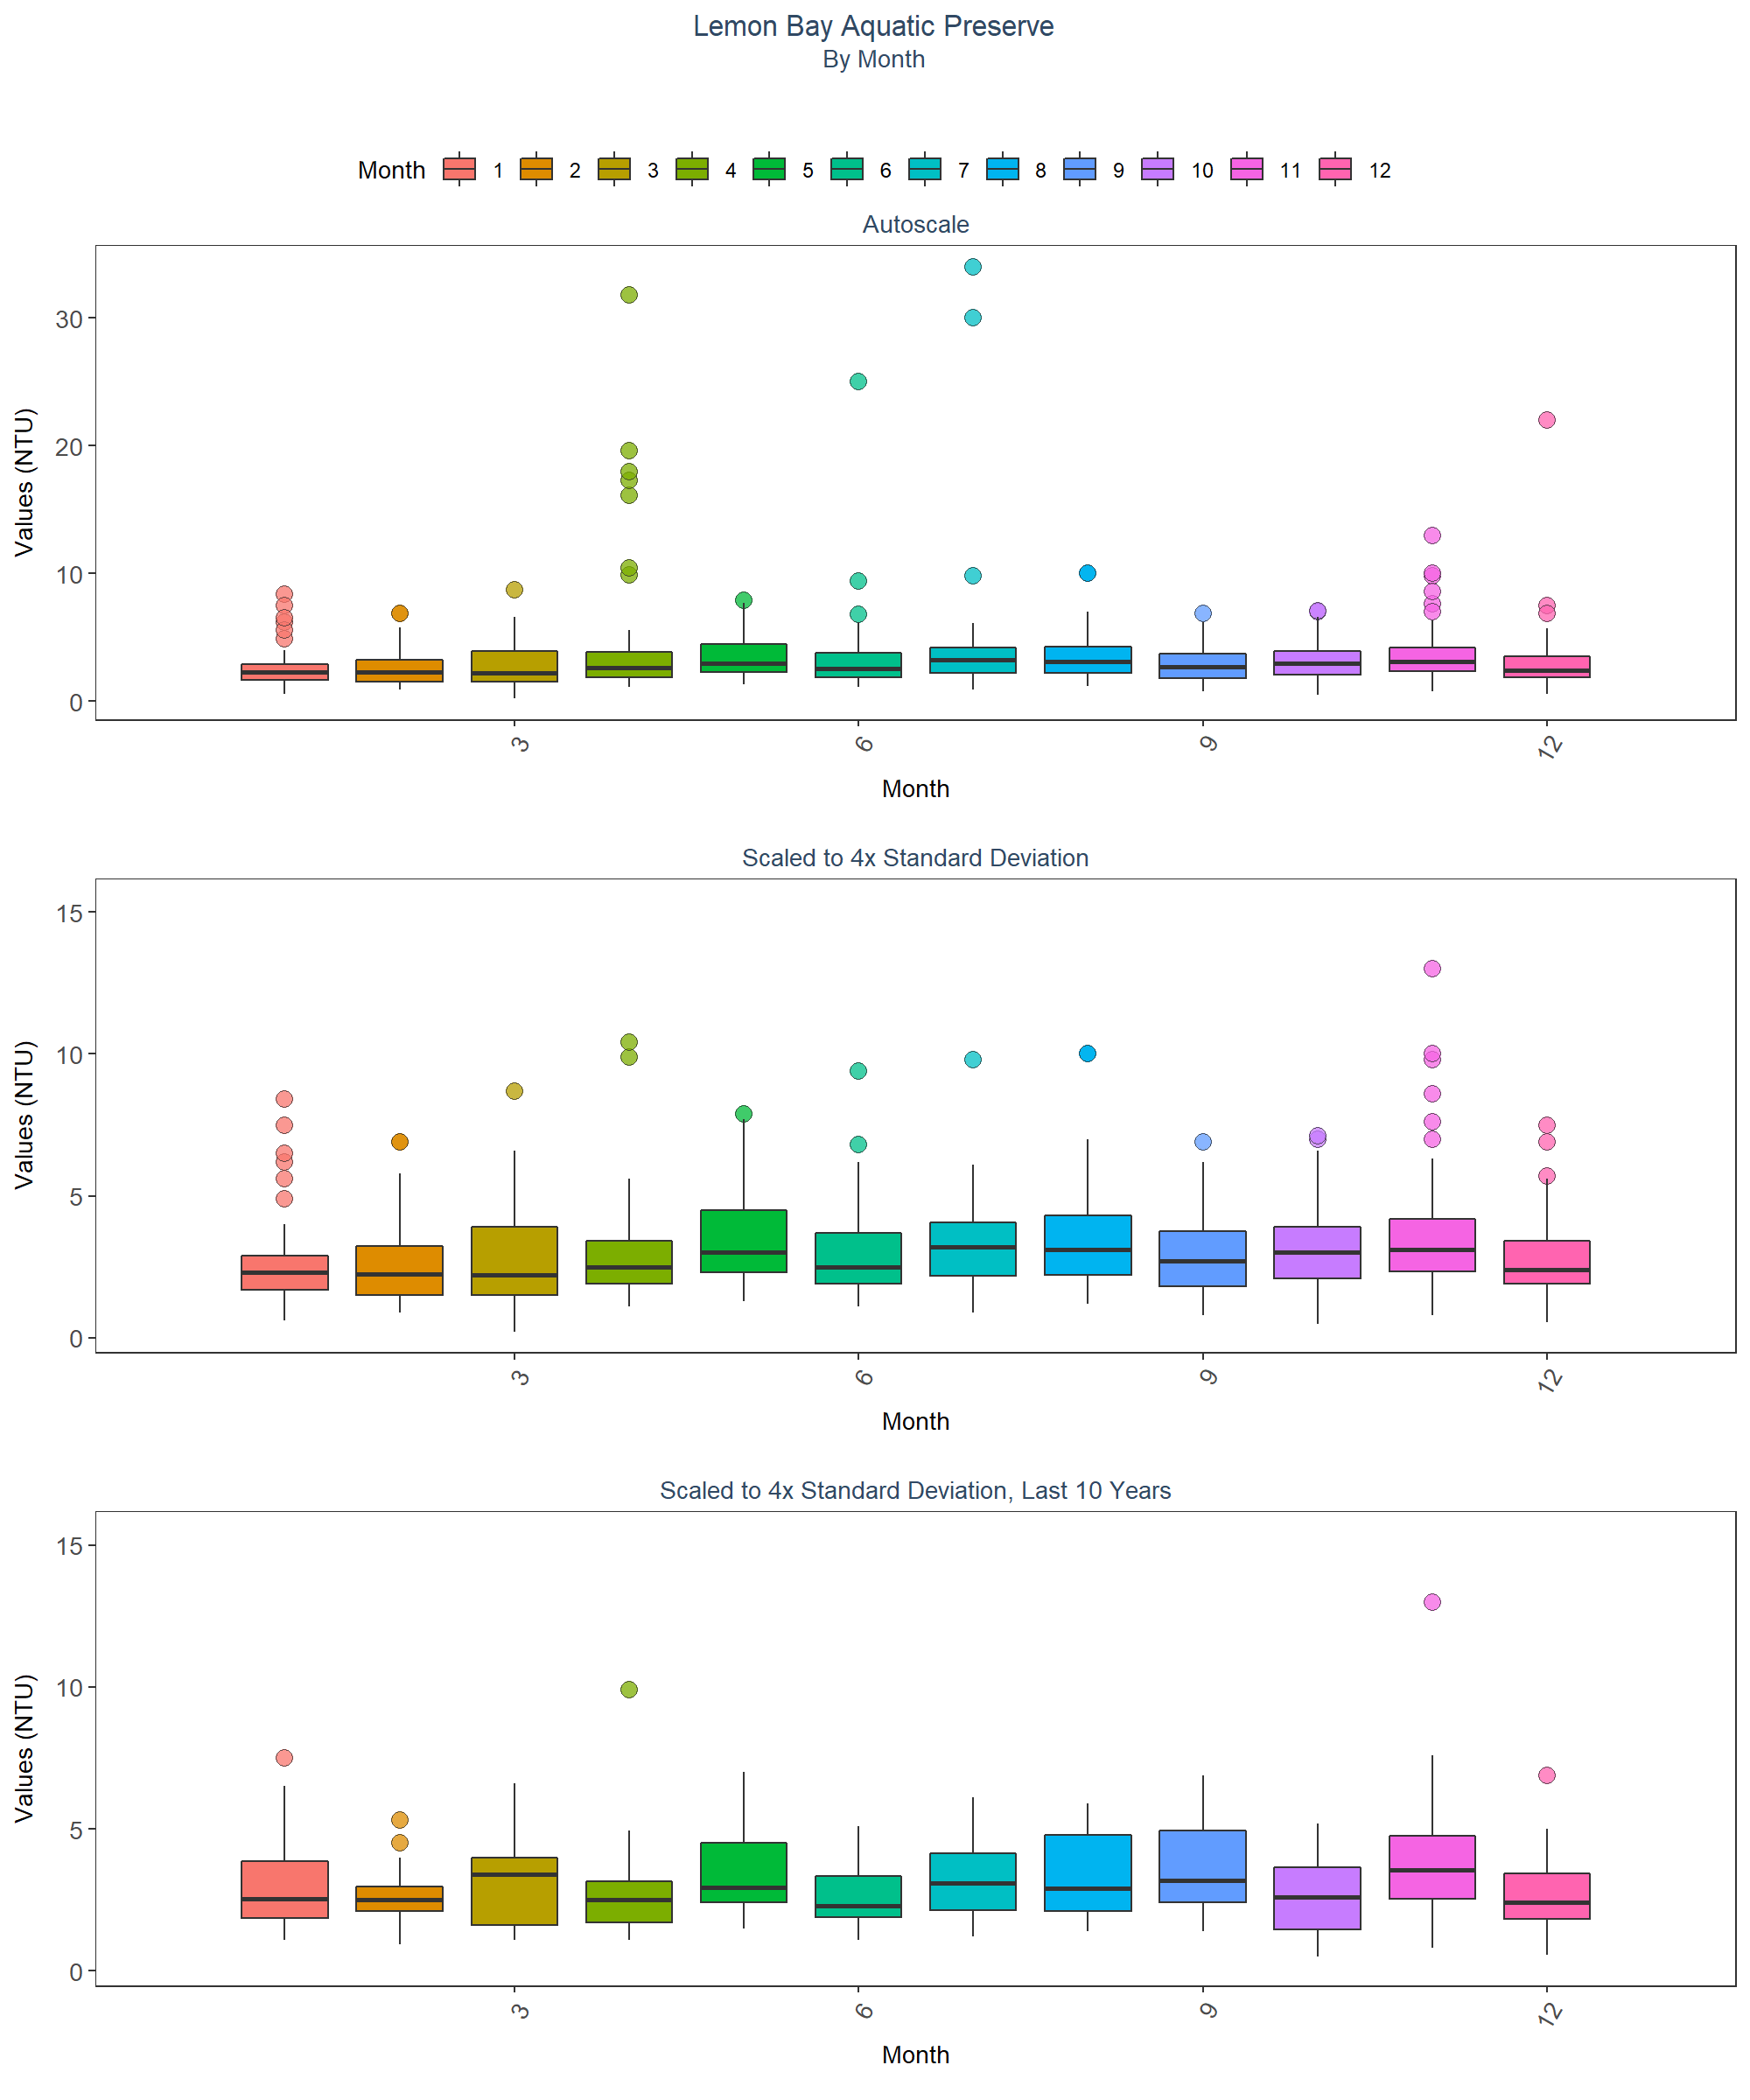 Lemon Bay Aquatic Preserve
By Month
Month 1 2 3 4 5 6 7 8 9 10 11 12
Autoscale
Values (NTU)
30
20
10
0
3 6 9 12
Month
Scaled to 4x Standard Deviation
Values (NTU)
15
10
5
0
3 6 9 12
Month
Scaled to 4x Standard Deviation, Last 10 Years
Values (NTU)
15
10
5
0
3 6 9 12
Month